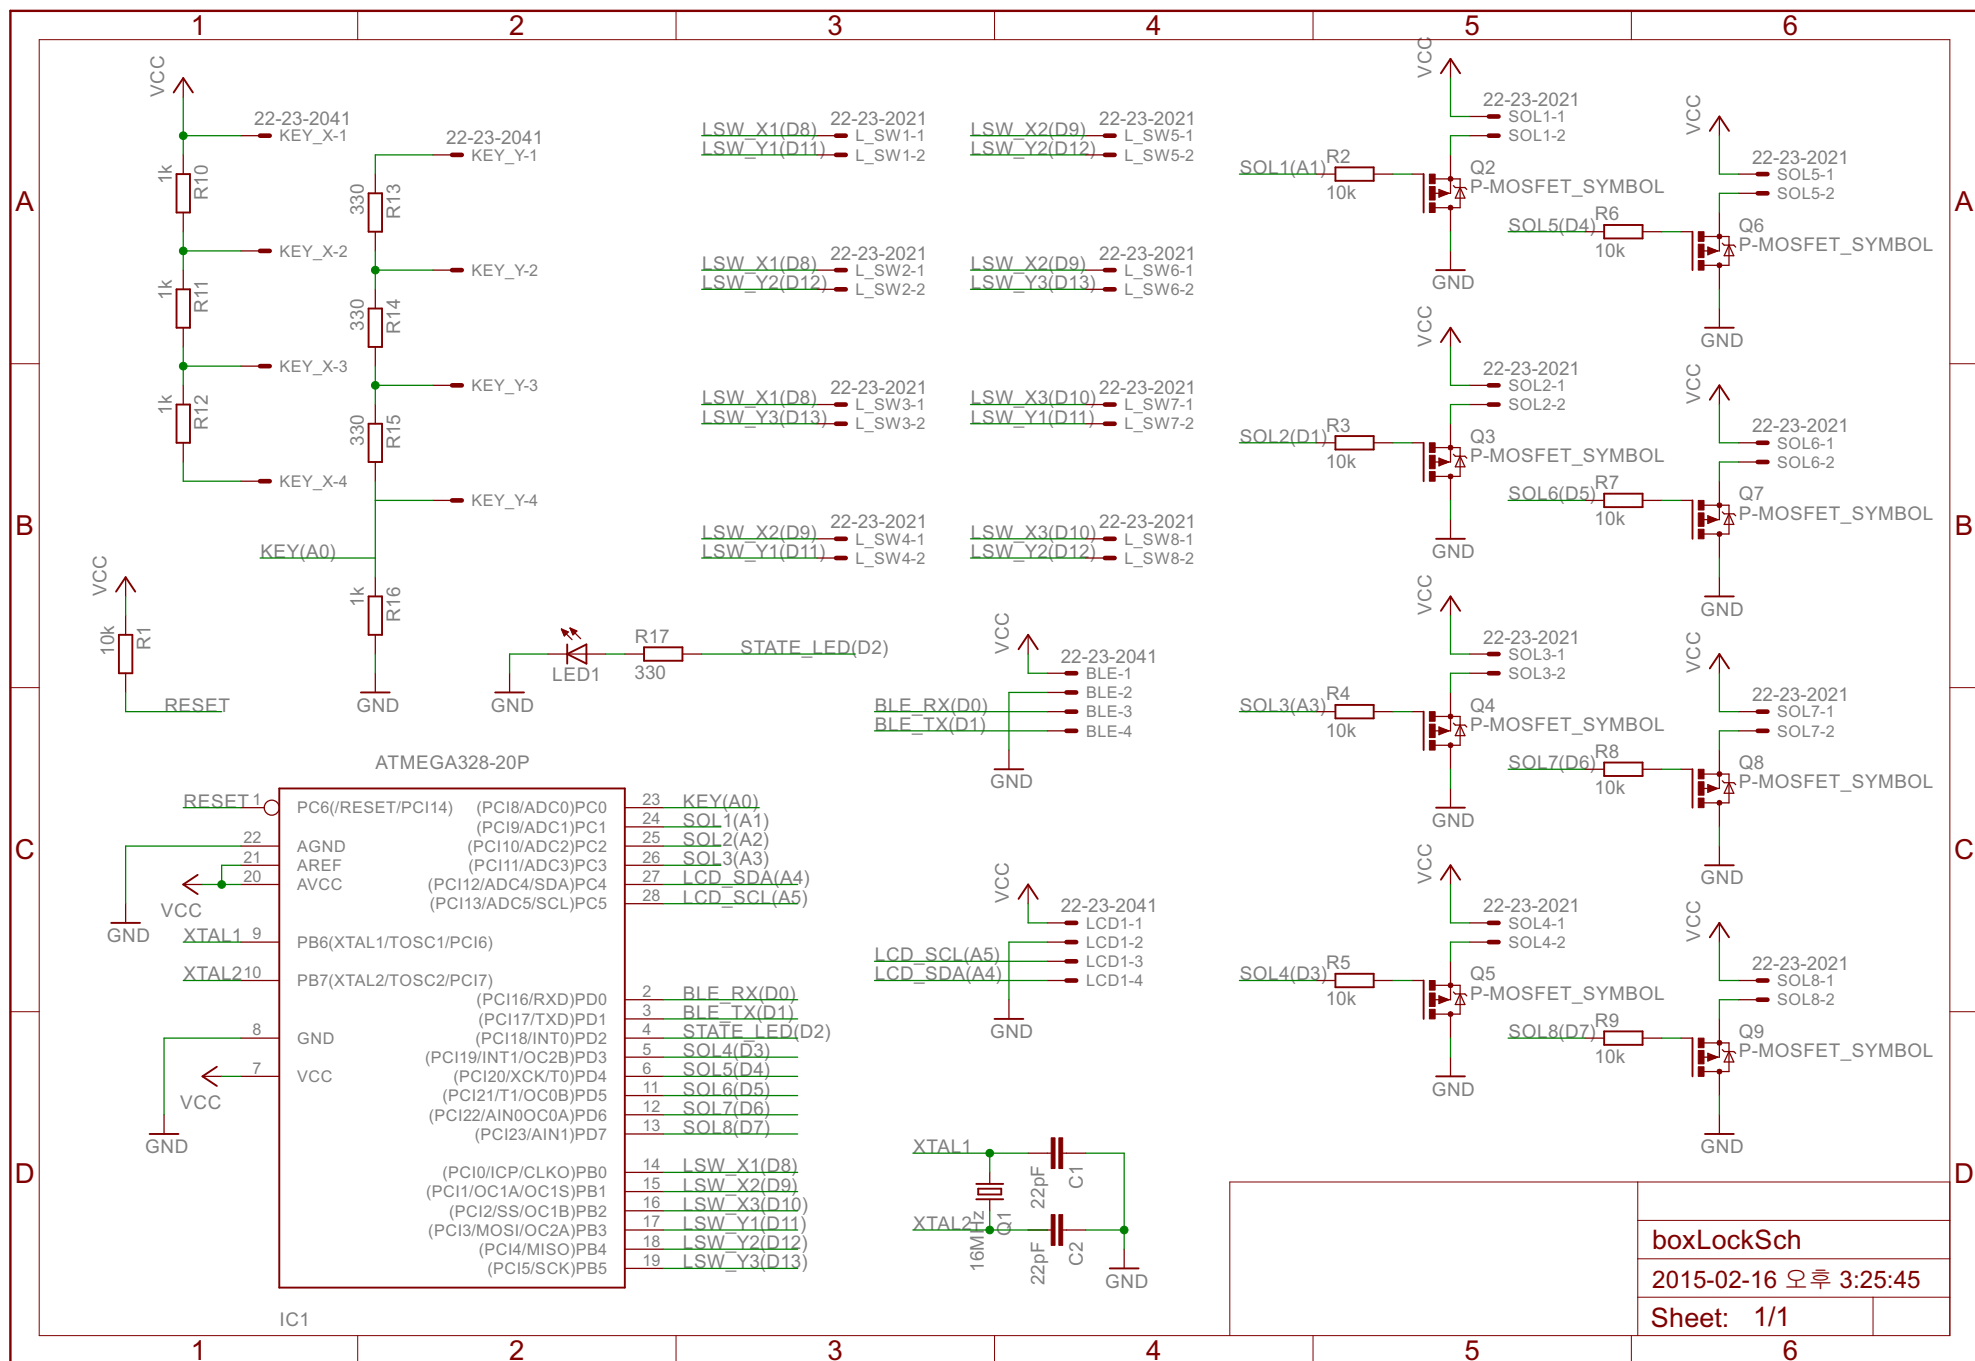 1 2 3 4 5 6
A
B
C
D
VCC
22-23-2041
KEY_X-1
1k
R10
KEY_X-2
1k
R11
KEY_X-3
1k
R12
KEY_X-4
22-23-2041
KEY_Y-1
330
R13
KEY_Y-2
330
R14
KEY_Y-3
330
R15
KEY_Y-4
KEY(A0)
1k
R16
GND
VCC
10k
R1
RESET
LED1
GND
R17
330
STATE_LED(D2)
22-23-2021
LSW_X1(D8) L_SW1-1
LSW_Y1(D11) L_SW1-2
22-23-2021
LSW_X1(D8) L_SW2-1
LSW_Y2(D12) L_SW2-2
22-23-2021
LSW_X1(D8) L_SW3-1
LSW_Y3(D13) L_SW3-2
22-23-2021
LSW_X2(D9) L_SW4-1
LSW_Y1(D11) L_SW4-2
22-23-2021
LSW_X2(D9) L_SW5-1
LSW_Y2(D12) L_SW5-2
22-23-2021
LSW_X2(D9) L_SW6-1
LSW_Y3(D13) L_SW6-2
22-23-2021
LSW_X3(D10) L_SW7-1
LSW_Y1(D11) L_SW7-2
22-23-2021
LSW_X3(D10) L_SW8-1
LSW_Y2(D12) L_SW8-2
VCC
22-23-2041
BLE-1
BLE-2
BLE_RX(D0) BLE-3
BLE_TX(D1) BLE-4
GND
VCC
22-23-2041
LCD1-1
LCD1-2
LCD_SCL(A5) LCD1-3
LCD_SDA(A4) LCD1-4
GND
VCC
22-23-2021
SOL1-1
SOL1-2
SOL1(A1) R2
10k
Q2
P-MOSFET_SYMBOL
GND
VCC
22-23-2021
SOL2-1
SOL2-2
SOL2(D1) R3
10k
Q3
P-MOSFET_SYMBOL
GND
VCC
22-23-2021
SOL3-1
SOL3-2
SOL3(A3) R4
10k
Q4
P-MOSFET_SYMBOL
GND
VCC
22-23-2021
SOL4-1
SOL4-2
SOL4(D3) R5
10k
Q5
P-MOSFET_SYMBOL
GND
VCC
22-23-2021
SOL5-1
SOL5-2
SOL5(D4) R6
10k
Q6
P-MOSFET_SYMBOL
GND
VCC
22-23-2021
SOL6-1
SOL6-2
SOL6(D5) R7
10k
Q7
P-MOSFET_SYMBOL
GND
VCC
22-23-2021
SOL7-1
SOL7-2
SOL7(D6) R8
10k
Q8
P-MOSFET_SYMBOL
GND
VCC
22-23-2021
SOL8-1
SOL8-2
SOL8(D7) R9
10k
Q9
P-MOSFET_SYMBOL
GND
ATMEGA328-20P
RESET 1 PC6(/RESET/PCI14)
22 AGND
21 AREF
20 AVCC
VCC
GND
XTAL1 9 PB6(XTAL1/TOSC1/PCI6)
XTAL2 10 PB7(XTAL2/TOSC2/PCI7)
8 GND
7 VCC
VCC
GND
(PCI8/ADC0)PC0 23 KEY(A0)
(PCI9/ADC1)PC1 24 SOL1(A1)
(PCI10/ADC2)PC2 25 SOL2(A2)
(PCI11/ADC3)PC3 26 SOL3(A3)
(PCI12/ADC4/SDA)PC4 27 LCD_SDA(A4)
(PCI13/ADC5/SCL)PC5 28 LCD_SCL(A5)
(PCI16/RXD)PD0 2 BLE_RX(D0)
(PCI17/TXD)PD1 3 BLE_TX(D1)
(PCI18/INT0)PD2 4 STATE_LED(D2)
(PCI19/INT1/OC2B)PD3 5 SOL4(D3)
(PCI20/XCK/T0)PD4 6 SOL5(D4)
(PCI21/T1/OC0B)PD5 11 SOL6(D5)
(PCI22/AIN0OC0A)PD6 12 SOL7(D6)
(PCI23/AIN1)PD7 13 SOL8(D7)
(PCI0/ICP/CLKO)PB0 14 LSW_X1(D8)
(PCI1/OC1A/OC1S)PB1 15 LSW_X2(D9)
(PCI2/SS/OC1B)PB2 16 LSW_X3(D10)
(PCI3/MOSI/OC2A)PB3 17 LSW_Y1(D11)
(PCI4/MISO)PB4 18 LSW_Y2(D12)
(PCI5/SCK)PB5 19 LSW_Y3(D13)
IC1
XTAL1
XTAL2
16MHz
Q1
22pF
C1
22pF
C2
GND
boxLockSch
2015-02-16 오후 3:25:45
Sheet: 1/1
A
B
C
D
1 2 3 4 5 6